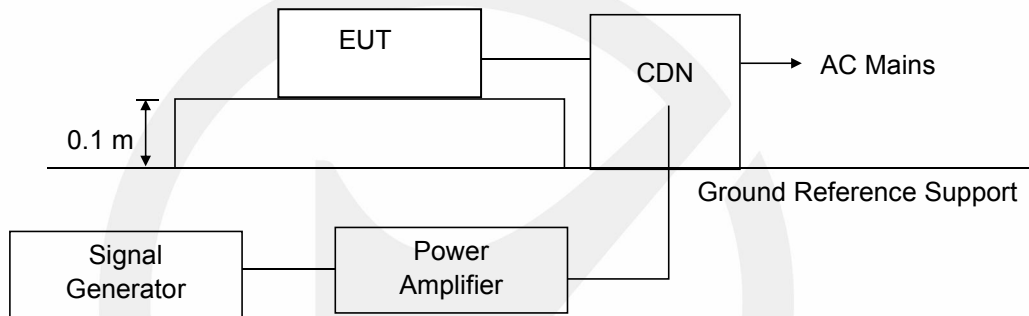 EUT
CDN
AC Mains
0.1 m
Ground Reference Support
Signal
Generator
Power
Amplifier